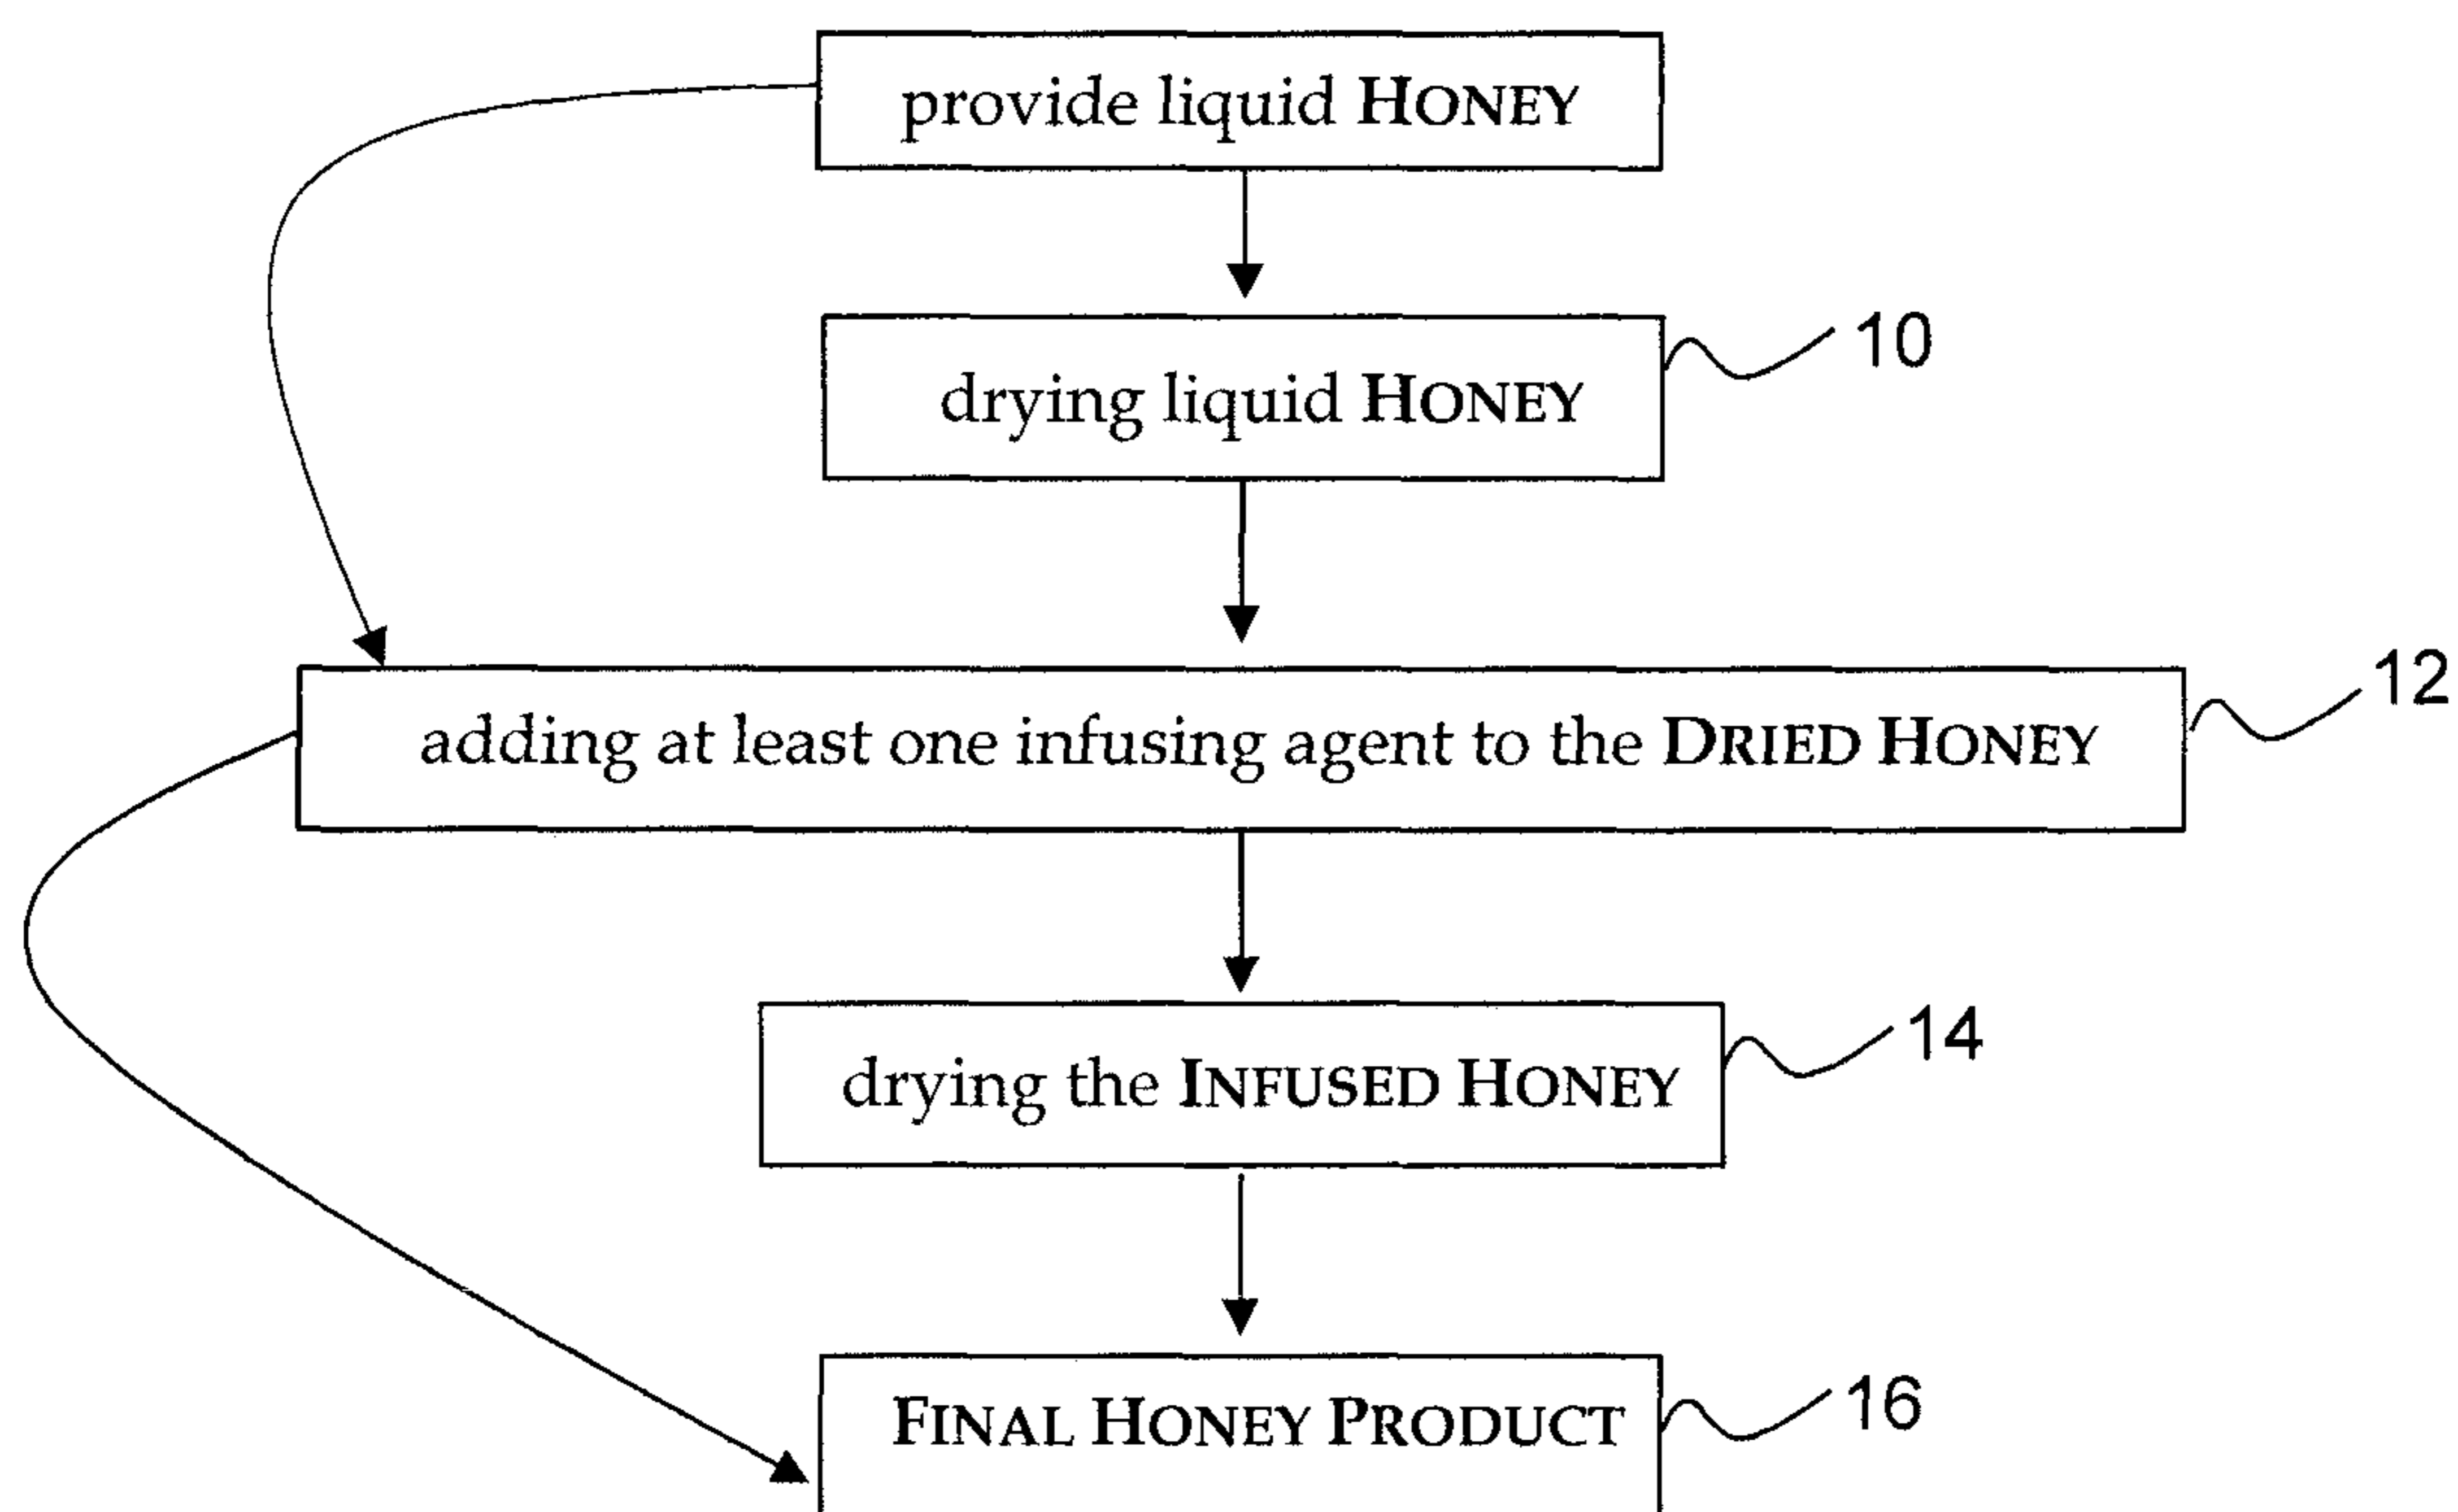 provide liquid HONEY
drying liquid HONEY
10
adding at least one infusing agent to the DRIED HONEY
12
drying the INFUSED HONEY
14
FINAL HONEY PRODUCT
16